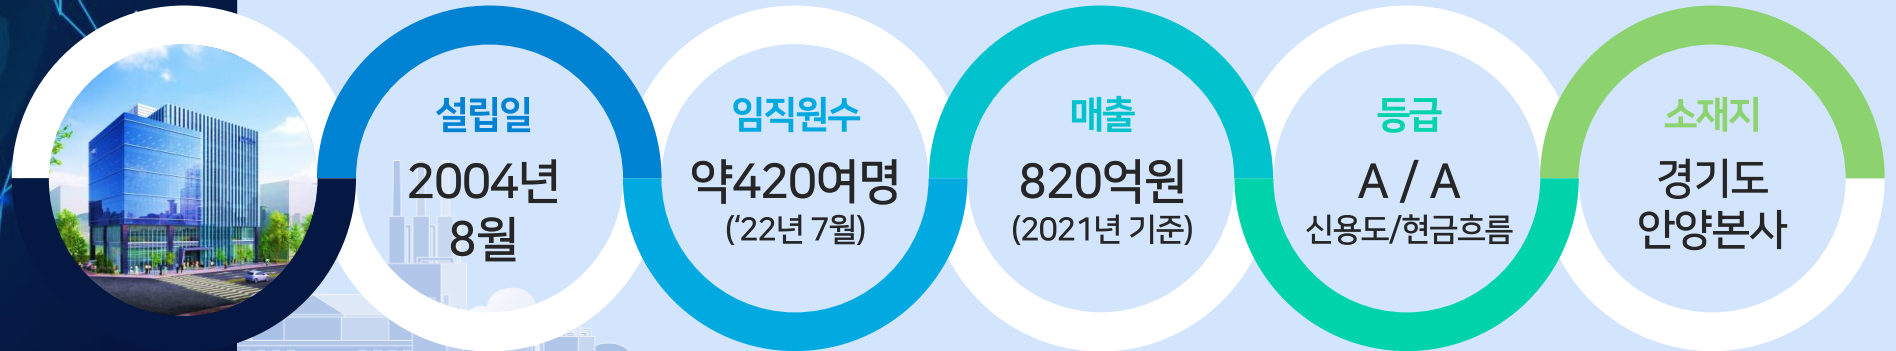 설립일
2004년
8월
임직원수
약420여명
(‘22년 7월)
매출
820억원
(2021년 기준)
등급
A / A
신용도/현금흐름
소재지
경기도
안양본사